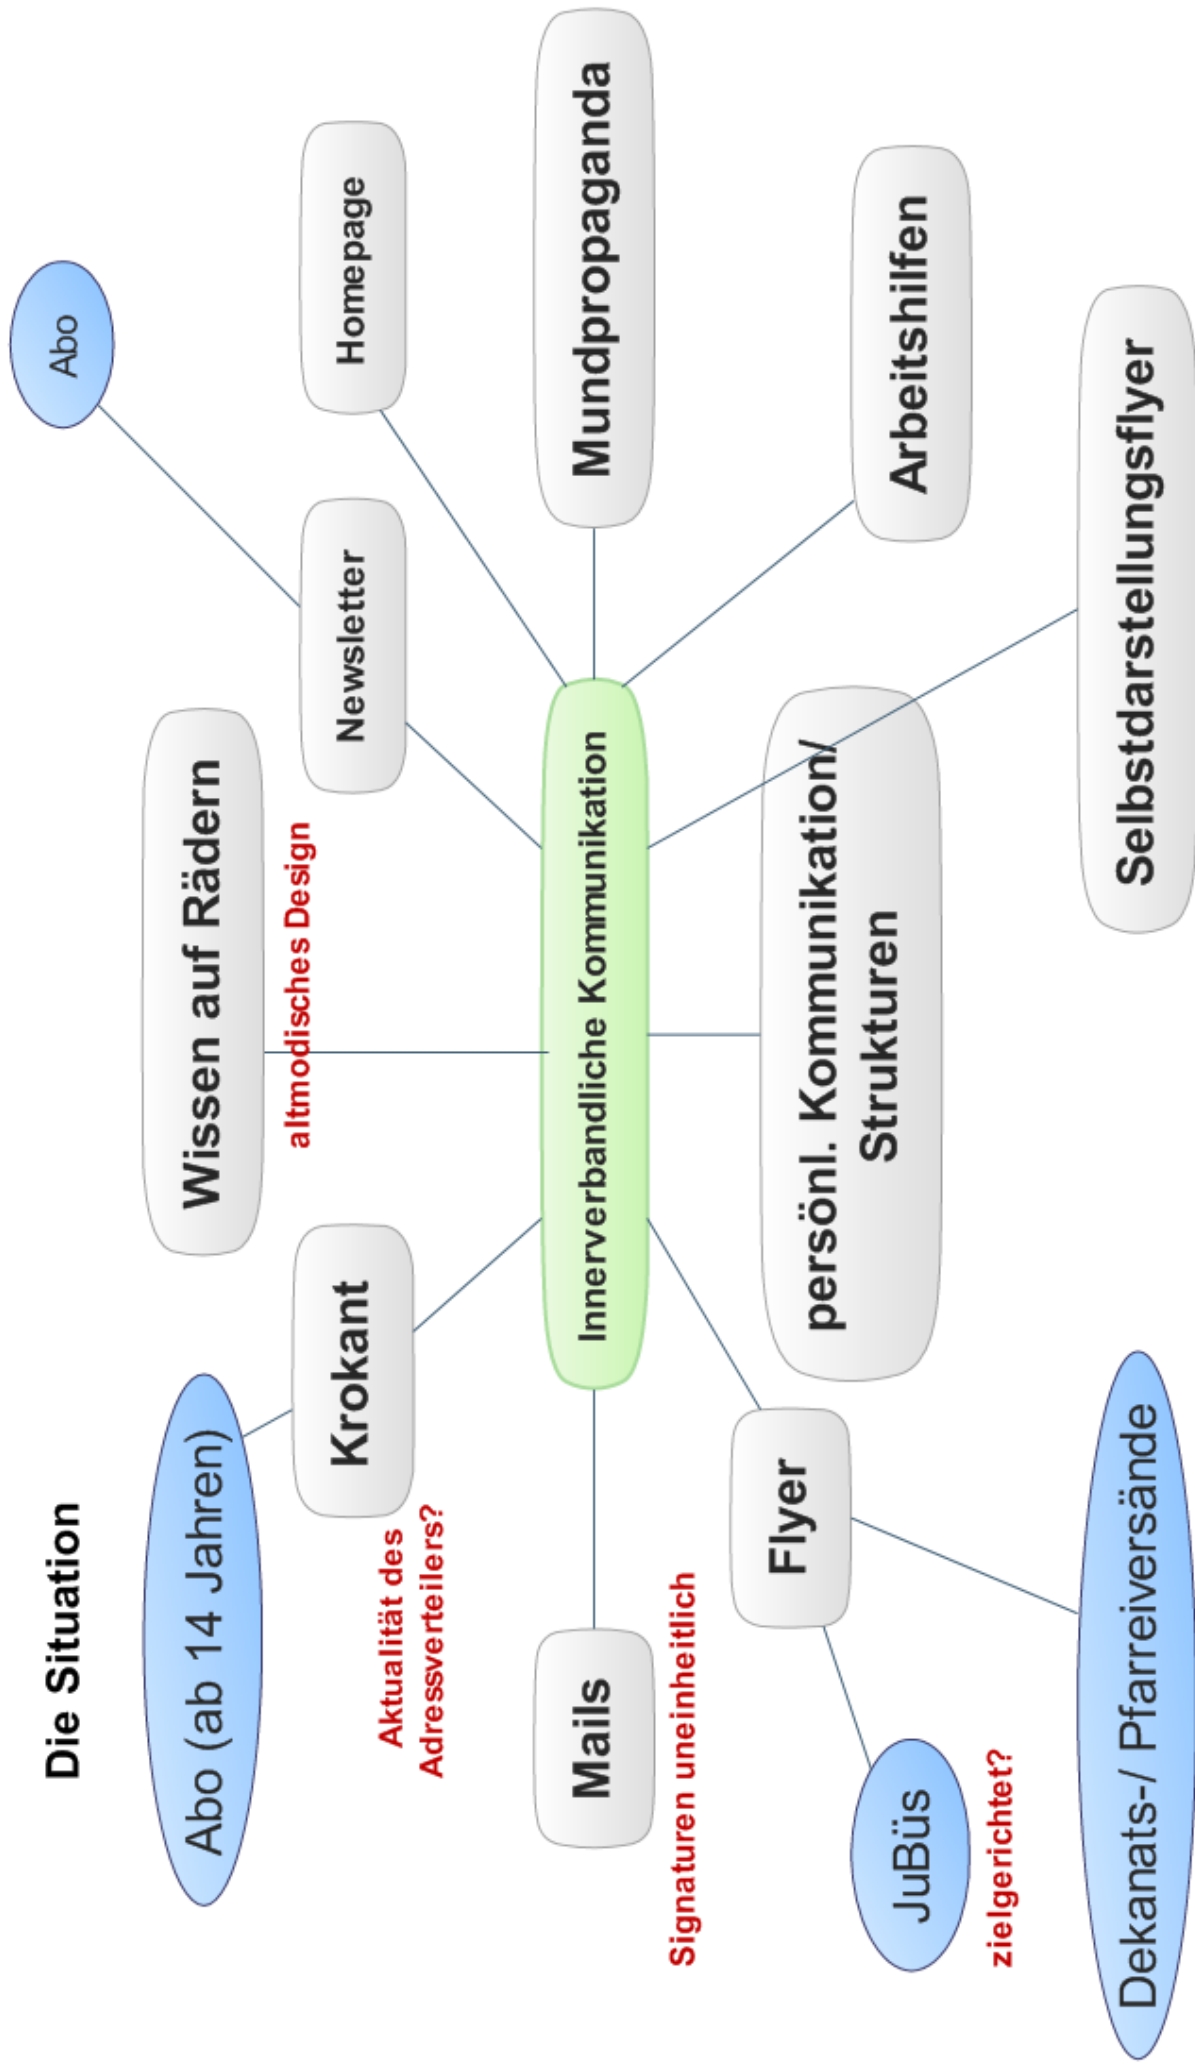 Die Situation
Abo (ab 14 Jahren)
Wissen auf Rädern
Abo
altmodisches Design
Krokant
Newsletter
Homepage
Aktualität des
Adressverteilers?
Mails
Innerverbandliche Kommunikation
Mundpropaganda
Signaturen uneinheitlich
Flyer
persönl. Kommunikation/
Strukturen
Arbeitshilfen
JuBüs
zielgerichtet?
Dekanats-/ Pfarreiversände
Selbstdarstellungsflyer